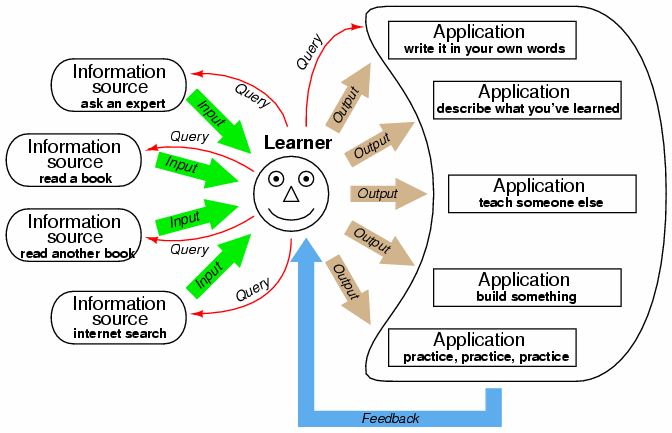 Information
source
ask an expert
Query
Input
Query
Information
source
read a book
Input
Information
source
read another book
Input
Query
Information
source
internet search
Input
Query
Learner
Query
Output
Output
Output
Output
Output
Application
write it in your own words
Application
describe what you've learned
Application
teach someone else
Application
build something
Application
practice, practice, practice
Feedback